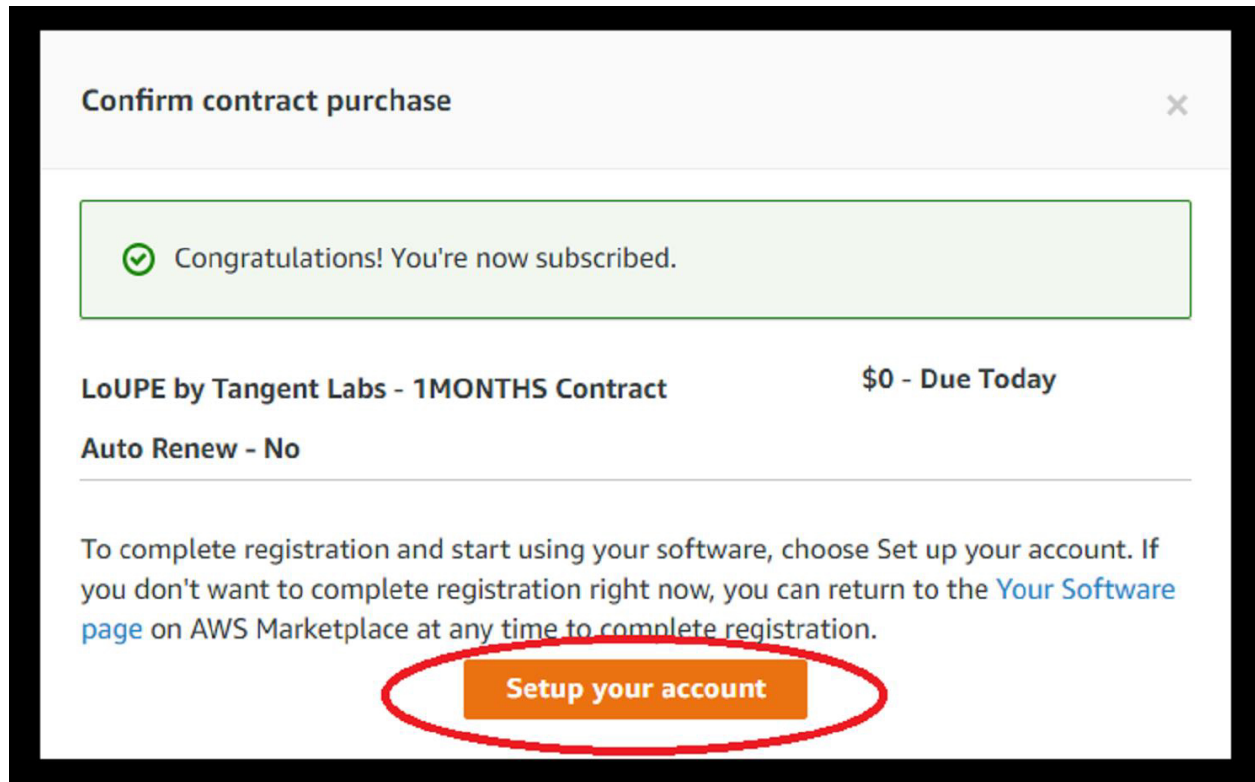 Confirm contract purchase
Congratulations! You're now subscribed.
LoUPE by Tangent Labs - 1MONTHS Contract
$0 - Due Today
Auto Renew - No
To complete registration and start using your software, choose Set up your account. If
you don't want to complete registration right now, you can return to the Your Software
page on AWS Marketplace at any time to complete registration.
Setup your account